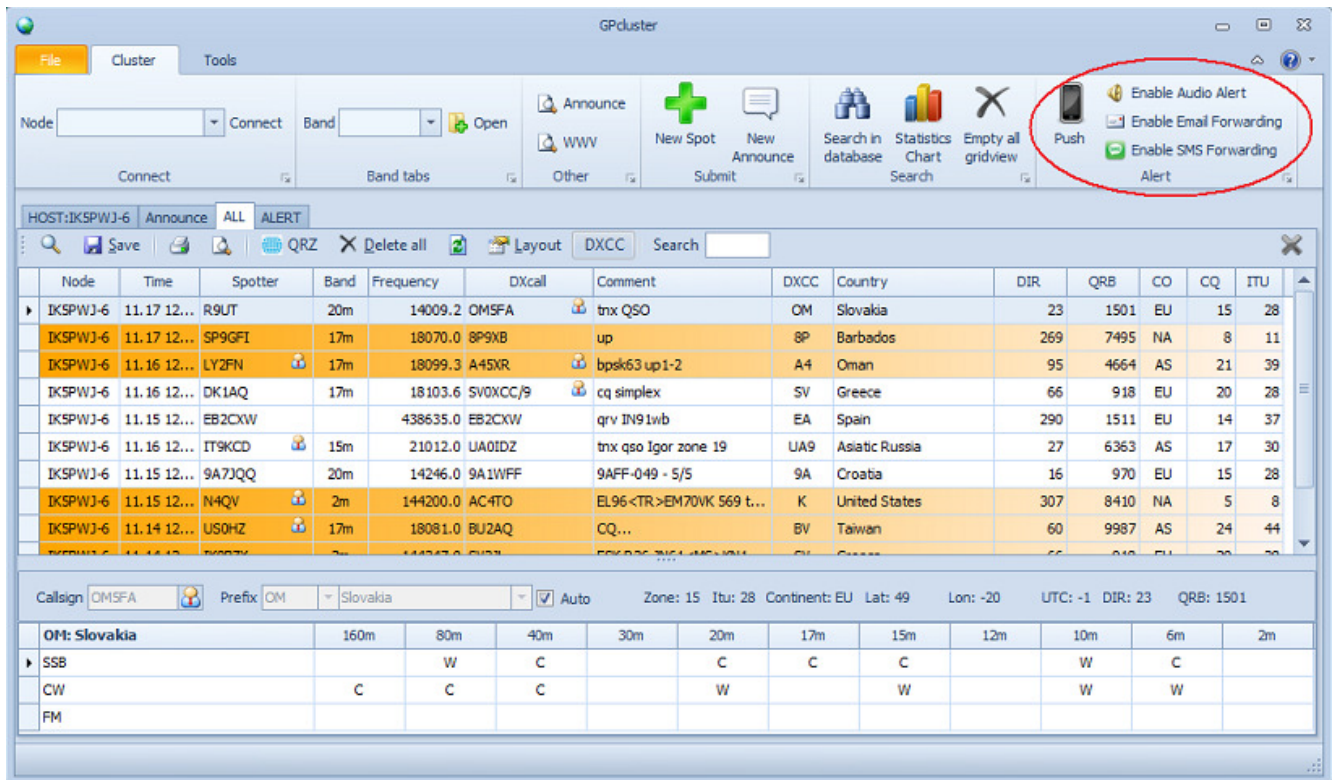 GPcluster
File Cluster Tools
Node Connect Band Open Announce WWV New Spot New Announce Search in database Statistics Chart Empty all gridview Push Enable Audio Alert
Enable Email Forwarding
Enable SMS Forwarding
Connect Band tabs Other Submit Search Alert
HOST:IK5PWJ-6 Announce ALL ALERT
Save QRZ Delete all Layout DXCC Search
Node Time Spotter Band Frequency DXcall Comment DXCC Country DIR QRB CO CQ ITU
IK5PWJ-6 11.17 12... R9UT 20m 14009.2 OM5FA tnx QSO OM Slovakia 23 1501 EU 15 28
IK5PWJ-6 11.17 12... SP9GFI 17m 18070.0 8P9XB up 8P Barbados 269 7495 NA 8 11
IK5PWJ-6 11.16 12... LY2FN 17m 18099.3 A45XR bpsk63 up1-2 A4 Oman 95 4664 AS 21 39
IK5PWJ-6 11.16 12... DK1AQ 17m 18103.6 SV0XCC/9 cq simplex SV Greece 66 918 EU 20 28
IK5PWJ-6 11.15 12... EB2CXW 438635.0 EB2CXW qrv IN91wb EA Spain 290 1511 EU 14 37
IK5PWJ-6 11.16 12... IT9KCD 15m 21012.0 UA0IDZ tnx qso Igor zone 19 UA9 Asiatic Russia 27 6363 AS 17 30
IK5PWJ-6 11.15 12... 9A7JQQ 20m 14246.0 9A1WFF 9AFF-049 - 5/5 9A Croatia 16 970 EU 15 28
IK5PWJ-6 11.15 12... N4QV 2m 144200.0 AC4TO EL96<TR>EM70VK 569 t... K United States 307 8410 NA 5 8
IK5PWJ-6 11.14 12... US0HZ 17m 18081.0 BU2AQ CQ... BV Taiwan 60 9987 AS 24 44
Callsign OM5FA Prefix OM Slovakia Auto Zone: 15 Itu: 28 Continent: EU Lat: 49 Lon: -20 UTC: -1 DIR: 23 QRB: 1501
OM: Slovakia 160m 80m 40m 30m 20m 17m 15m 12m 10m 6m 2m
SSB W C C C C W C
CW C C C W W W W
FM